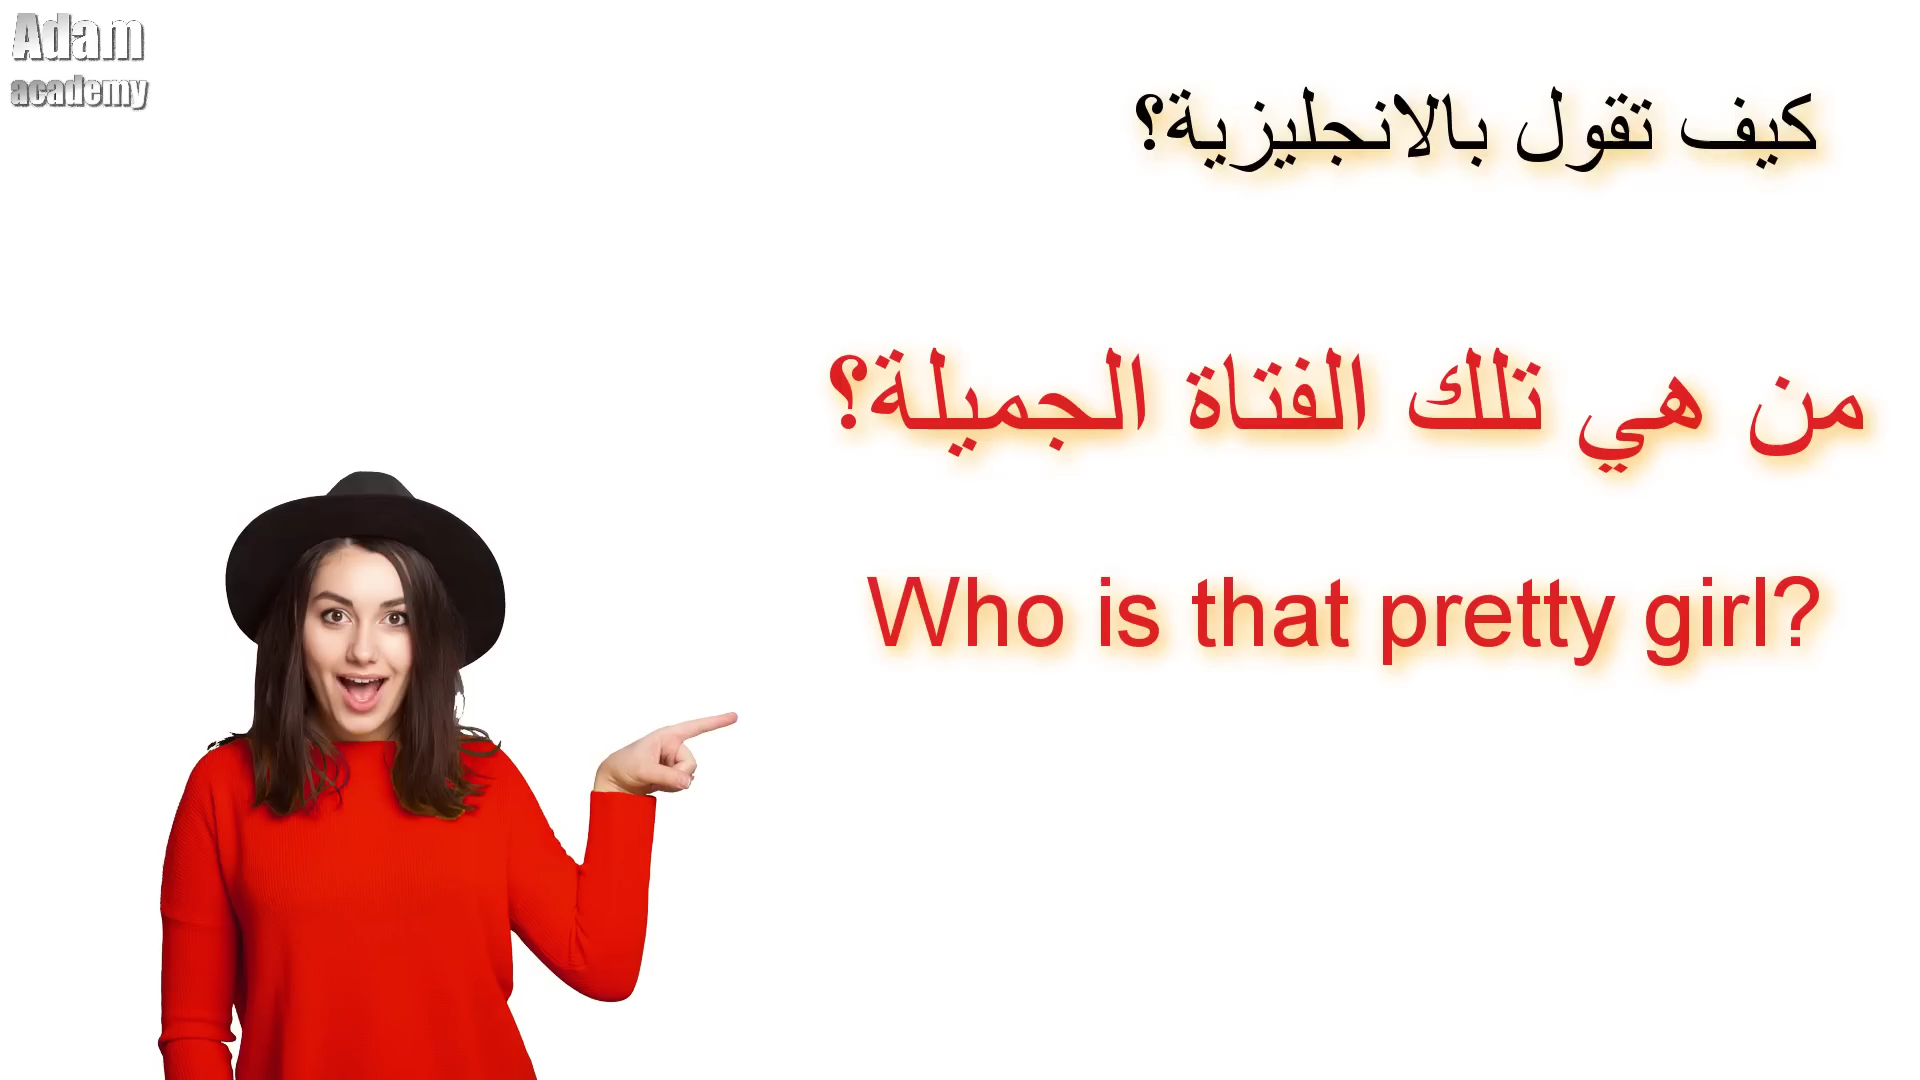 Adam
academy
كيف تقول بالانجليزية؟
من هي تلك الفتاة الجميلة؟
Who is that pretty girl?